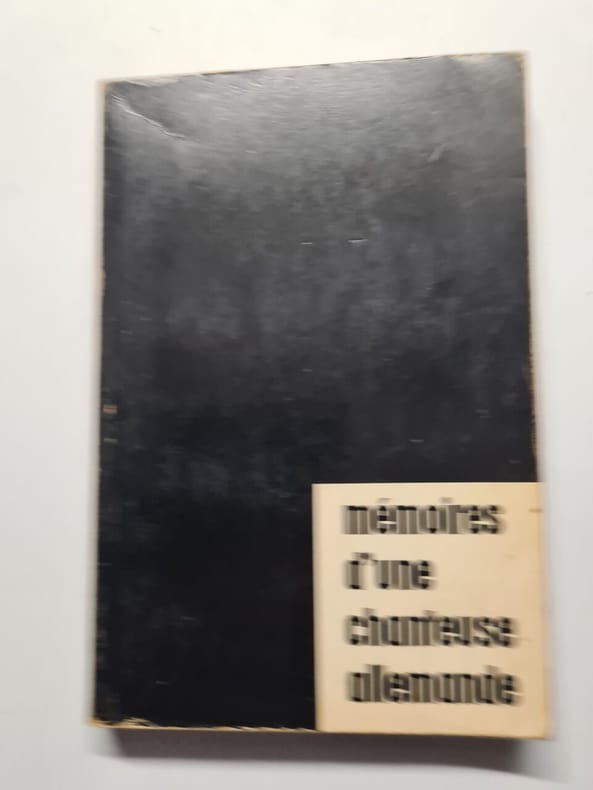 mémoires
d'une
chanteuse
allemande